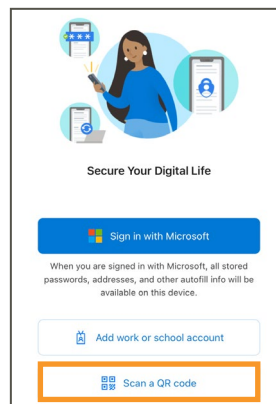 ****
Secure Your Digital Life
Sign in with Microsoft
When you are signed in with Microsoft, all stored
passwords, addresses, and other autofill info will be
available on this device.
Add work or school account
Scan a QR code